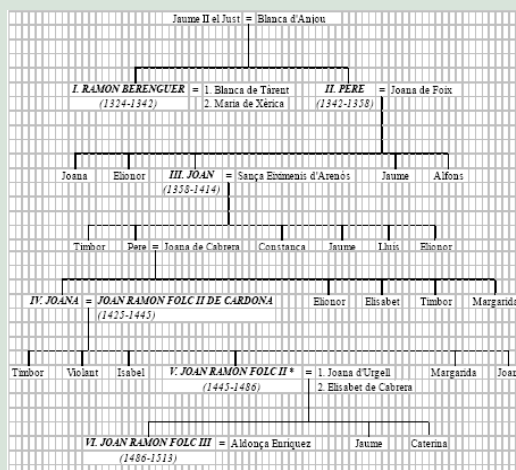 Jaume II el Just = Blanca d'Anjou
I. RAMON BERENGUER = 1. Blanca de Tàrent II. PERE = Joana de Foix
(1324-1342) 2. Maria de Xèrica (1342-1358)
Joana Elionor III. JOAN = Sança Eiximenis d'Arenós Jaume Alfons
(1358-1414)
Timbor Pere = Joana de Cabrera Constança Jaume Lluís Elionor
IV. JOANA = JOAN RAMON FOLC II DE CARDONA Elionor Elisabet Timbor Margarida
(1425-1445)
Timbor Violant Isabel V. JOAN RAMON FOLC II * = 1. Joana d'Urgell Margarida Joan
(1445-1486) 2. Elisabet de Cabrera
VI. JOAN RAMON FOLC III = Aldonça Enríquez Jaume Caterina
(1486-1513)